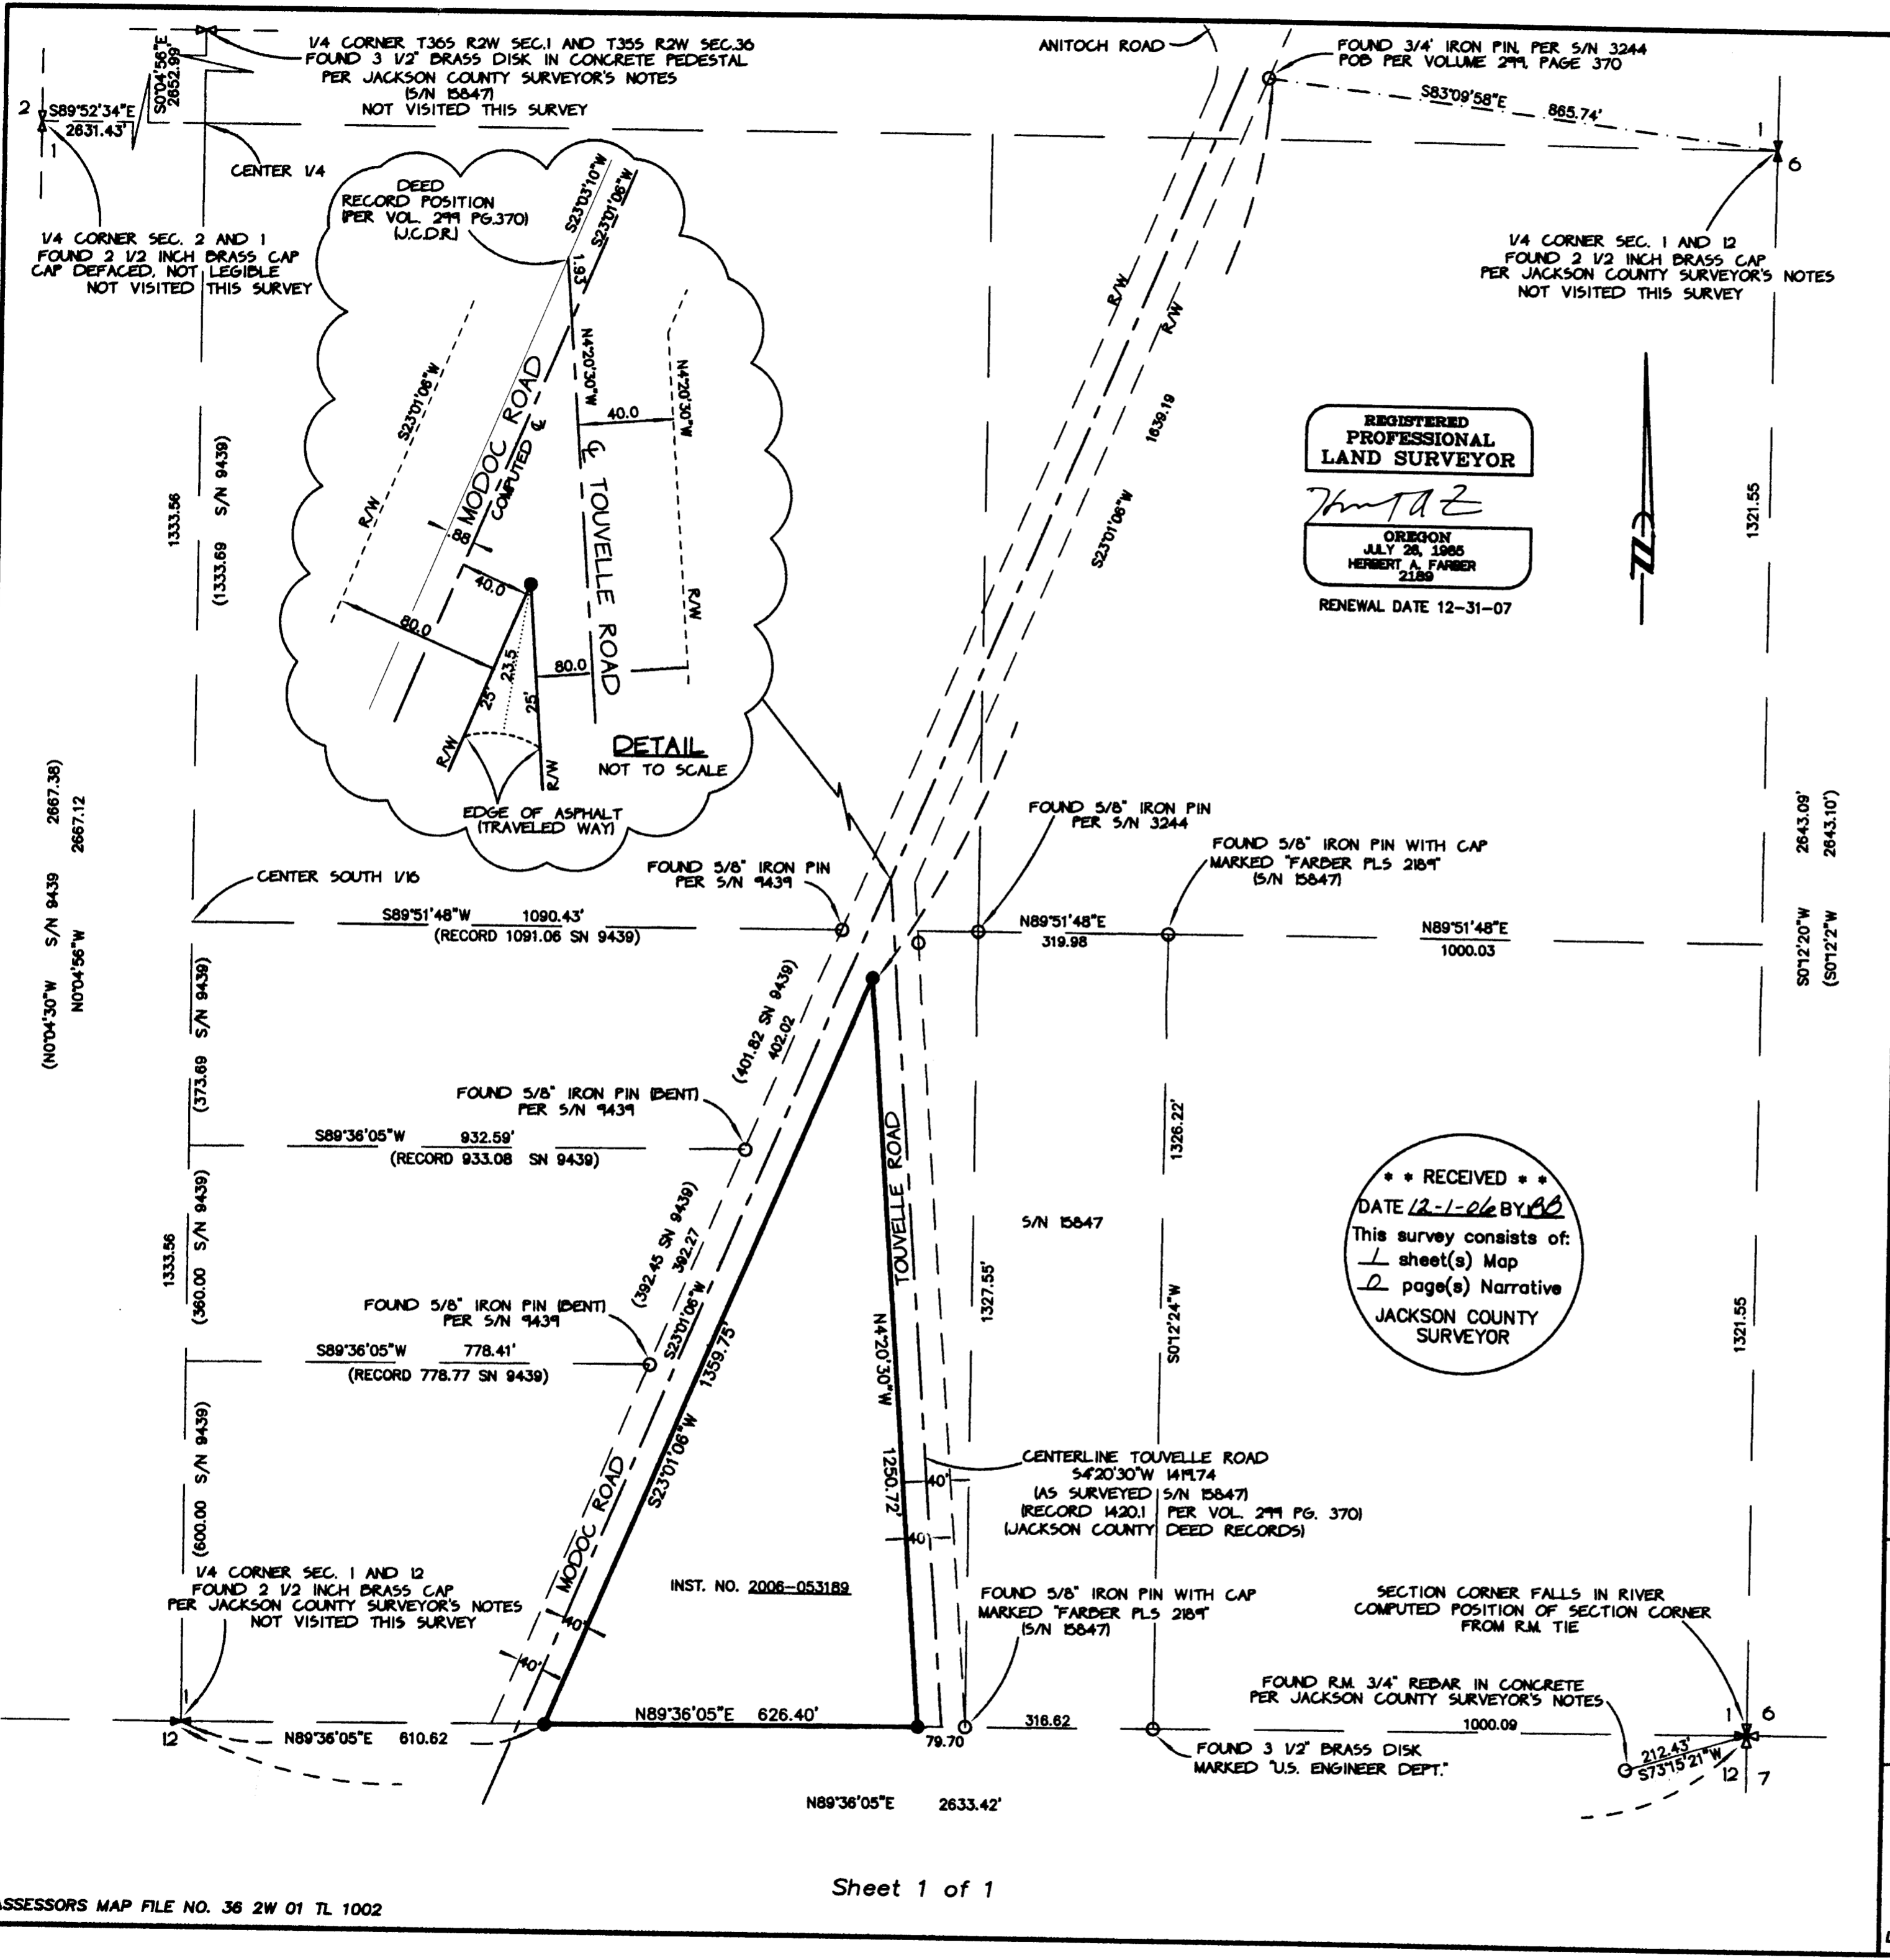 1/4 CORNER T36S R2W SEC.1 AND T35S R2W SEC.36
FOUND 3 1/2" BRASS DISK IN CONCRETE PEDESTAL
PER JACKSON COUNTY SURVEYOR'S NOTES
(S/N 15847)
NOT VISITED THIS SURVEY
S0°04'56"E
2652.99'
2
S89°52'34"E
2631.43'
1
CENTER 1/4
1/4 CORNER SEC. 2 AND 1
FOUND 2 1/2 INCH BRASS CAP
CAP DEFACED, NOT LEGIBLE
NOT VISITED THIS SURVEY
ANITOCH ROAD
FOUND 3/4' IRON PIN, PER S/N 3244
POB PER VOLUME 299, PAGE 370
S83°09'58"E 865.74'
1
6
1/4 CORNER SEC. 1 AND 12
FOUND 2 1/2 INCH BRASS CAP
PER JACKSON COUNTY SURVEYOR'S NOTES
NOT VISITED THIS SURVEY
DEED
RECORD POSITION
(PER VOL. 299 PG.370)
(J.C.D.R.)
S23°03'10"W
S23°01'06"W
1.93
N4°20'30"W
N4°20'30"W
40.0
S23°01'06"W
R/W
MODOC ROAD
COMPUTED ℄
.88
℄ TOUVELLE ROAD
40.0
80.0
80.0
R/W
23.5
25'
25'
R/W
R/W
DETAIL
NOT TO SCALE
EDGE OF ASPHALT
(TRAVELED WAY)
R/W
R/W
1639.19
S23°01'06"W
REGISTERED
PROFESSIONAL
LAND SURVEYOR
OREGON
JULY 26, 1985
HERBERT A. FARBER
2189
RENEWAL DATE 12-31-07
1333.56
(1333.69 S/N 9439)
1321.55
(N0°04'30"W S/N 9439 2667.38)
N0°04'56"W 2667.12
S0°12'20"W 2643.09'
(S0°12'2"W 2643.10')
CENTER SOUTH 1/16
FOUND 5/8" IRON PIN
PER S/N 9439
FOUND 5/8" IRON PIN
PER S/N 3244
FOUND 5/8" IRON PIN WITH CAP
MARKED "FARBER PLS 2189"
(S/N 15847)
S89°51'48"W 1090.43'
(RECORD 1091.06 SN 9439)
N89°51'48"E
319.98
N89°51'48"E
1000.03
(373.69 S/N 9439)
(401.82 SN 9439)
402.02
FOUND 5/8" IRON PIN (BENT)
PER S/N 9439
S89°36'05"W 932.59'
(RECORD 933.08 SN 9439)
(360.00 S/N 9439)
1333.56
(392.45 SN 9439)
392.27
S23°01'06"W
1359.75'
S23°01'06"W
FOUND 5/8" IRON PIN (BENT)
PER S/N 9439
S89°36'05"W 778.41'
(RECORD 778.77 SN 9439)
(600.00 S/N 9439)
TOUVELLE ROAD
N4°20'30"W 1250.72'
S/N 15847
1327.55'
1326.22'
S0°12'24"W
* * RECEIVED * *
DATE 12-1-06 BY BB
This survey consists of:
1 sheet(s) Map
0 page(s) Narrative
JACKSON COUNTY
SURVEYOR
1321.55
CENTERLINE TOUVELLE ROAD
S4°20'30"W 1419.74
(AS SURVEYED S/N 15847)
(RECORD 1420.1 PER VOL. 299 PG. 370)
(JACKSON COUNTY DEED RECORDS)
40'
40'
MODOC ROAD
40'
40'
1/4 CORNER SEC. 1 AND 12
FOUND 2 1/2 INCH BRASS CAP
PER JACKSON COUNTY SURVEYOR'S NOTES
NOT VISITED THIS SURVEY
INST. NO. 2006-053189
FOUND 5/8" IRON PIN WITH CAP
MARKED "FARBER PLS 2189"
(S/N 15847)
SECTION CORNER FALLS IN RIVER
COMPUTED POSITION OF SECTION CORNER
FROM R.M. TIE
FOUND R.M. 3/4" REBAR IN CONCRETE
PER JACKSON COUNTY SURVEYOR'S NOTES
1
12
N89°36'05"E 610.62
N89°36'05"E 626.40'
79.70
316.62
1000.09
1
6
FOUND 3 1/2" BRASS DISK
MARKED "U.S. ENGINEER DEPT."
212.43'
S73°15'21"W
12
7
N89°36'05"E 2633.42'
Sheet 1 of 1
ASSESSORS MAP FILE NO. 36 2W 01 TL 1002